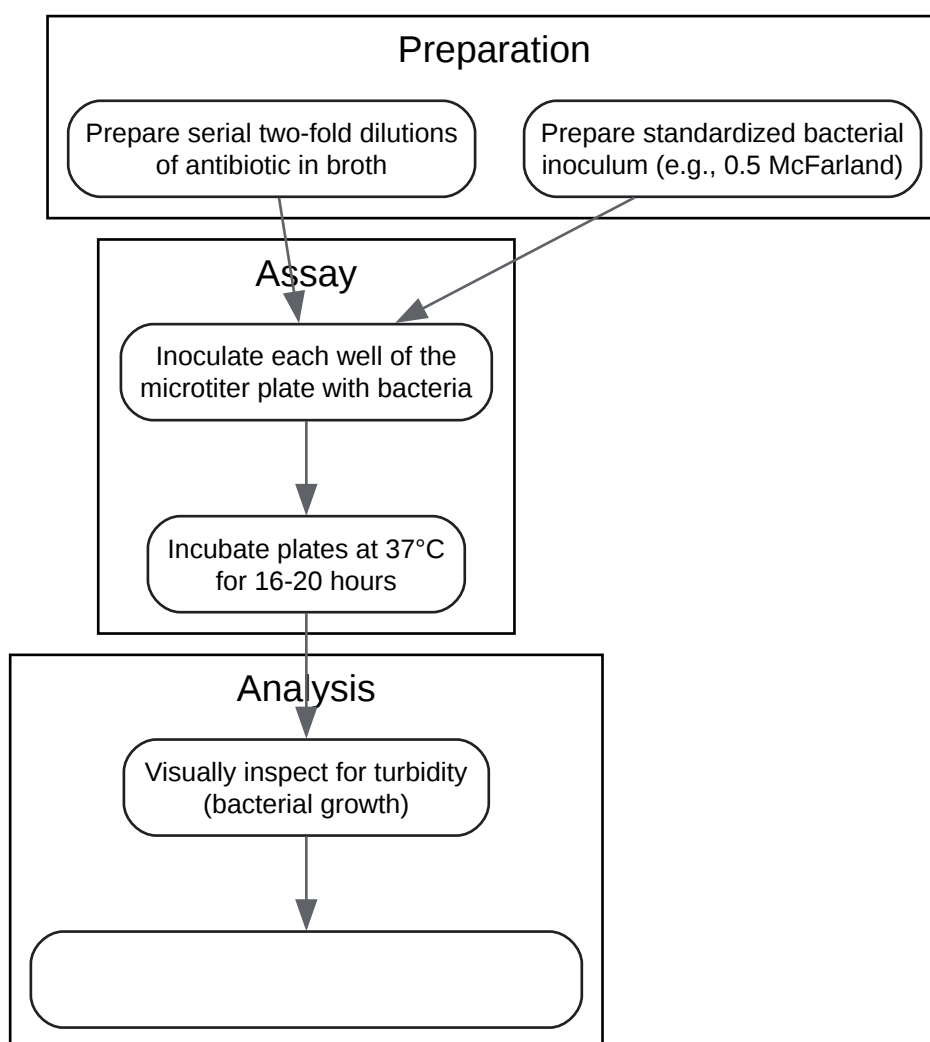 Preparation
Prepare serial two-fold dilutions
of antibiotic in broth
Prepare standardized bacterial
inoculum (e.g., 0.5 McFarland)
Assay
Inoculate each well of the
microtiter plate with bacteria
Incubate plates at 37°C
for 16-20 hours
Analysis
Visually inspect for turbidity
(bacterial growth)